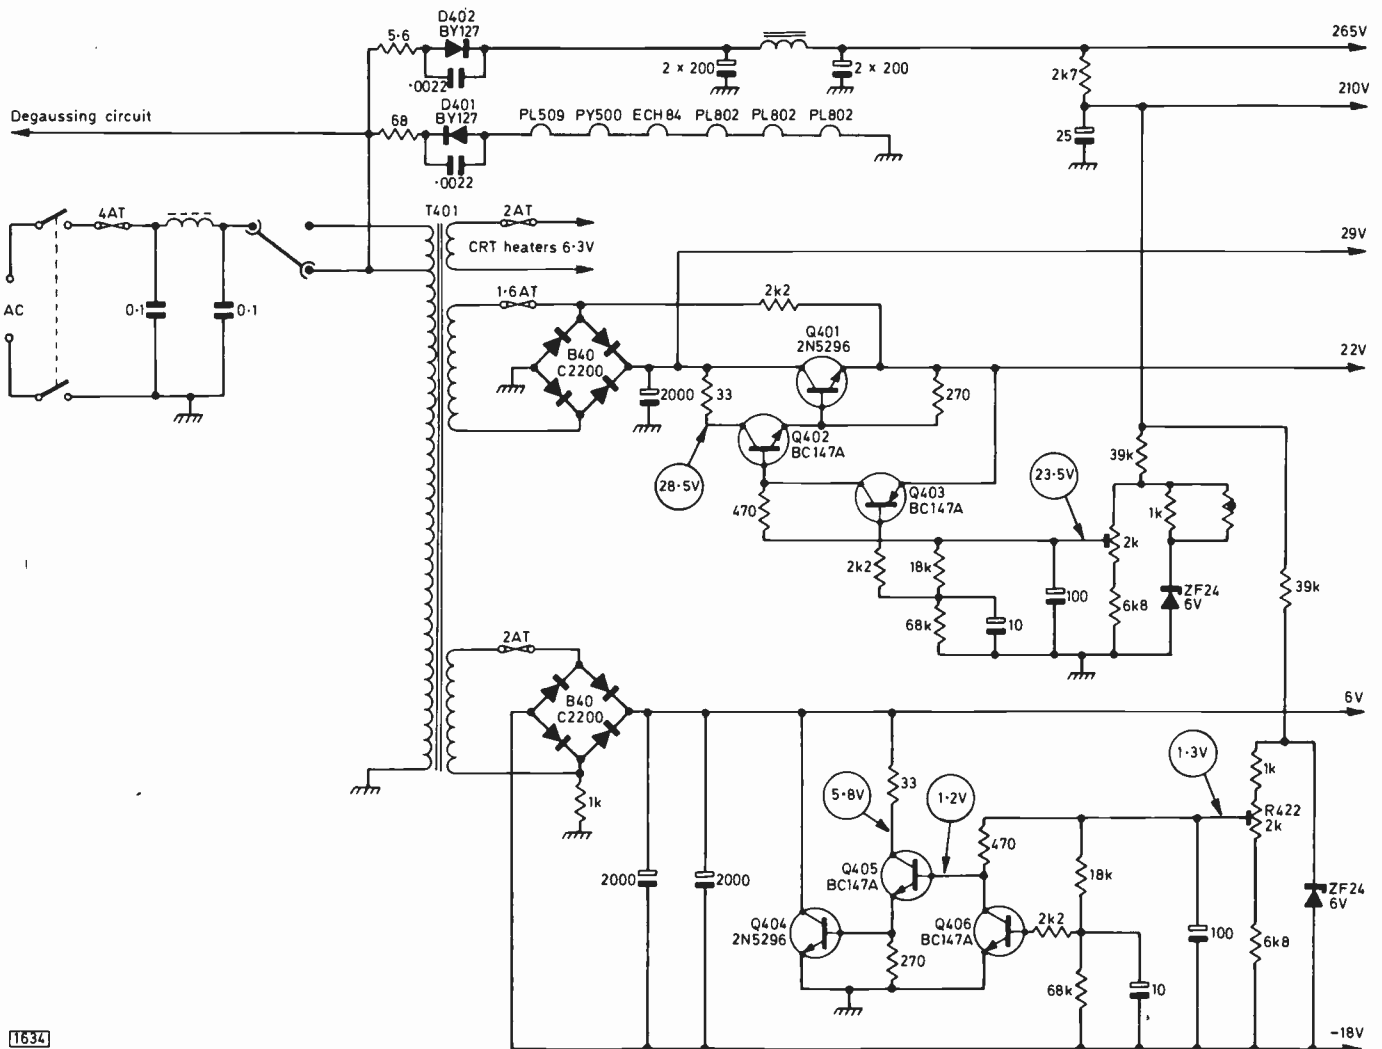 D402
BY127
5·6
·0022
2 × 200
2 × 200
265V
2k7
210V
Degaussing circuit
D401
BY127
68
·0022
PL509
PY500
ECH84
PL802
PL802
PL802
25
4AT
T401
2AT
CRT heaters 6·3V
29V
AC
0·1
0·1
1·6AT
2k2
B40
C2200
Q401
2N5296
22V
2000
33
270
Q402
BC147A
28·5V
Q403
BC147A
470
23·5V
39k
1k
2k
2k2
18k
100
6k8
ZF24
6V
39k
68k
10
2AT
B40
C2200
6V
1k
33
5·8V
1·2V
1·3V
1k
R422
2k
470
18k
2000
2000
Q405
BC147A
ZF24
6V
Q404
2N5296
Q406
BC147A
2k2
270
100
6k8
68k
10
-18V
1634